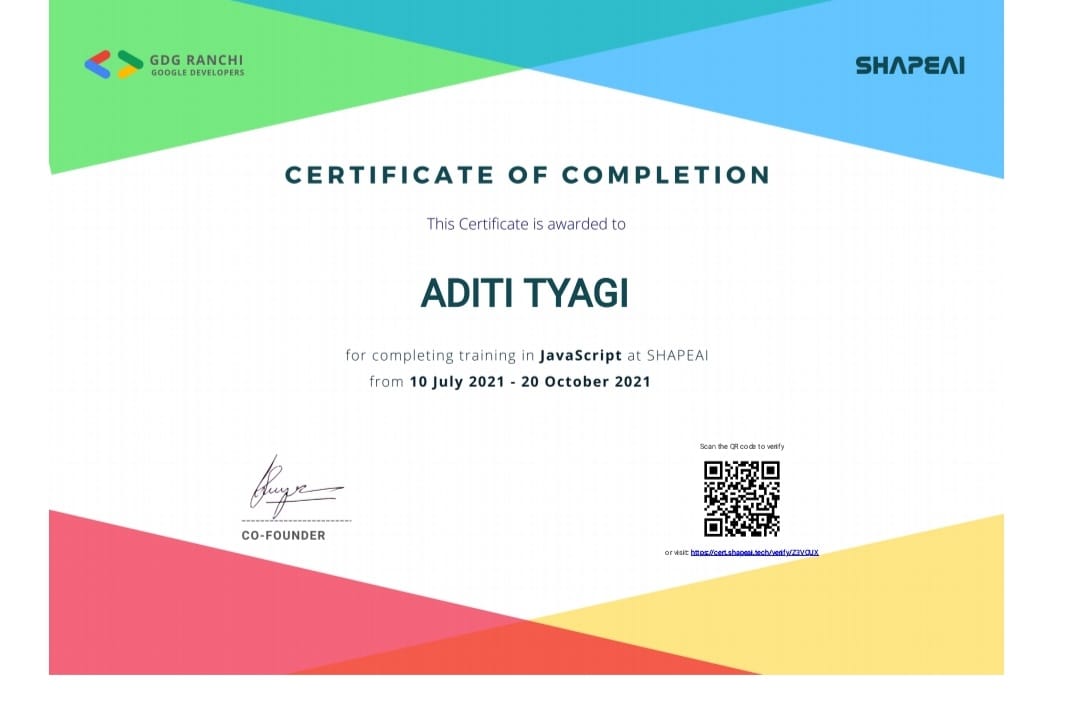 GDG RANCHI
GOOGLE DEVELOPERS
SHAPEAI
CERTIFICATE OF COMPLETION
This Certificate is awarded to
ADITI TYAGI
for completing training in JavaScript at SHAPEAI
from 10 July 2021 - 20 October 2021
Scan the QR code to verify
CO-FOUNDER
or visit: https://cert.shapeai.tech/verify/Z3VOUX